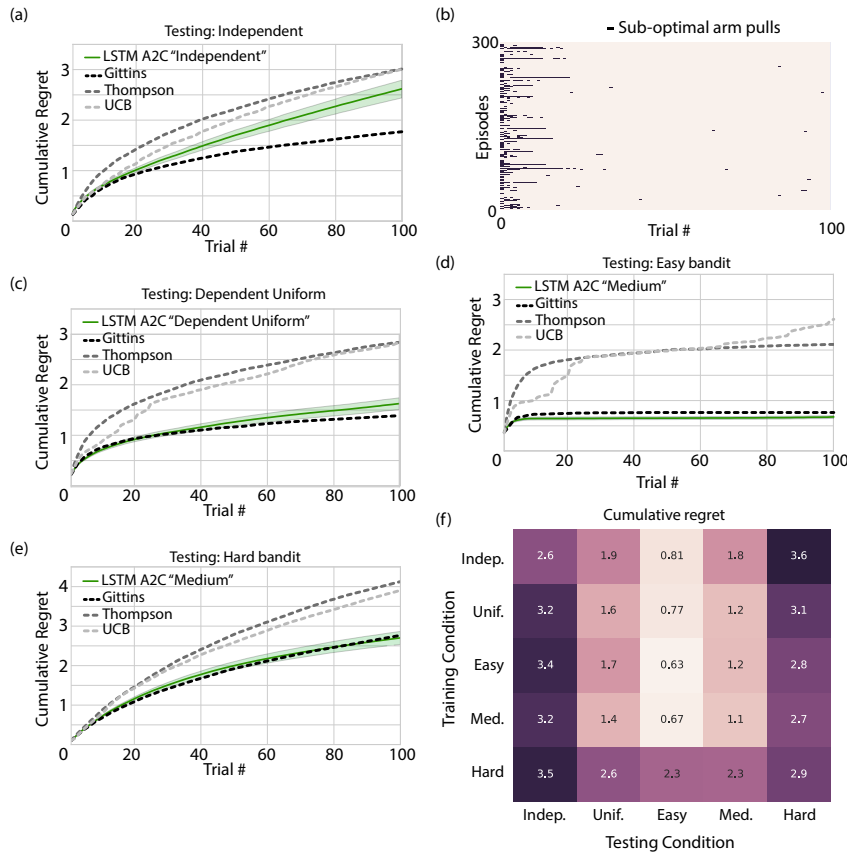 (a)
Testing: Independent
LSTM A2C “Independent”
Gittins
Thompson
UCB
Cumulative Regret
3
2
1
0 20 40 60 80 100
Trial #
(b)
Sub-optimal arm pulls
300
Episodes
0
0 100
Trial #
(c)
Testing: Dependent Uniform
LSTM A2C “Dependent Uniform”
Gittins
Thompson
UCB
Cumulative Regret
3
2
1
0 20 40 60 80 100
Trial #
(d)
Testing: Easy bandit
LSTM A2C “Medium”
Gittins
Thompson
UCB
Cumulative Regret
3
2
1
0 20 40 60 80 100
Trial #
(e)
Testing: Hard bandit
LSTM A2C “Medium”
Gittins
Thompson
UCB
Cumulative Regret
4
3
2
1
0 20 40 60 80 100
Trial #
(f)
Cumulative regret
Training Condition
Indep. 2.6 1.9 0.81 1.8 3.6
Unif. 3.2 1.6 0.77 1.2 3.1
Easy 3.4 1.7 0.63 1.2 2.8
Med. 3.2 1.4 0.67 1.1 2.7
Hard 3.5 2.6 2.3 2.3 2.9
Indep. Unif. Easy Med. Hard
Testing Condition